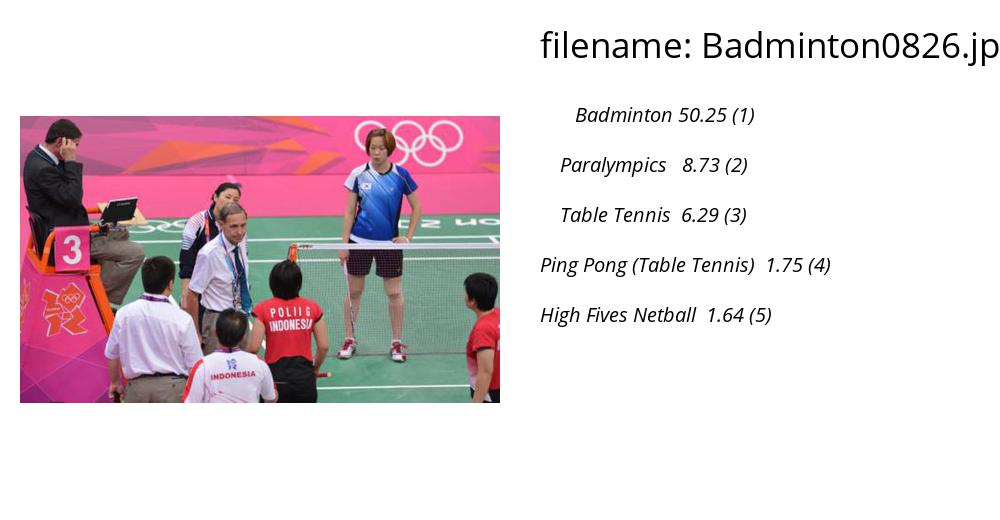 filename: Badminton0826.jp
Badminton 50.25 (1)
Paralympics 8.73 (2)
Table Tennis 6.29 (3)
Ping Pong (Table Tennis) 1.75 (4)
High Fives Netball 1.64 (5)
3
POLII G
INDONESIA
INDONESIA